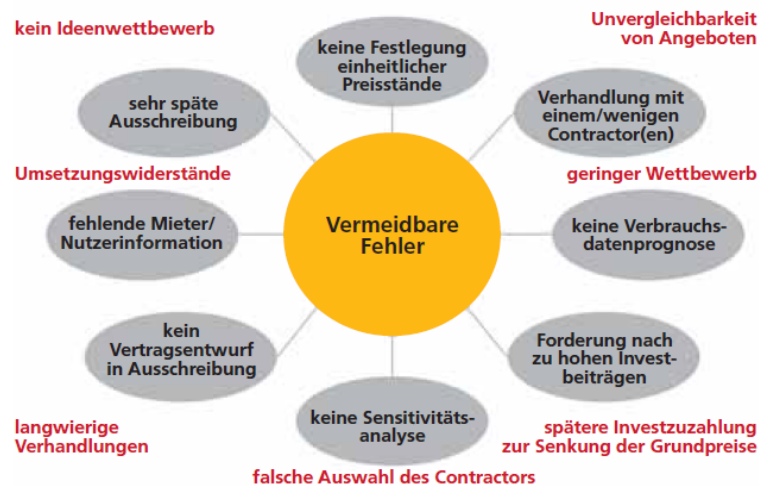 kein Ideenwettbewerb
Unvergleichbarkeit
von Angeboten
keine Festlegung
einheitlicher
Preisstände
sehr späte
Ausschreibung
Verhandlung mit
einem/wenigen
Contractor(en)
Umsetzungswiderstände
geringer Wettbewerb
fehlende Mieter/
Nutzerinformation
Vermeidbare
Fehler
keine Verbrauchs-
datenprognose
kein
Vertragsentwurf
in Ausschreibung
Forderung nach
zu hohen Invest-
beiträgen
keine Sensitivitäts-
analyse
langwierige
Verhandlungen
spätere Investzuzahlung
zur Senkung der Grundpreise
falsche Auswahl des Contractors